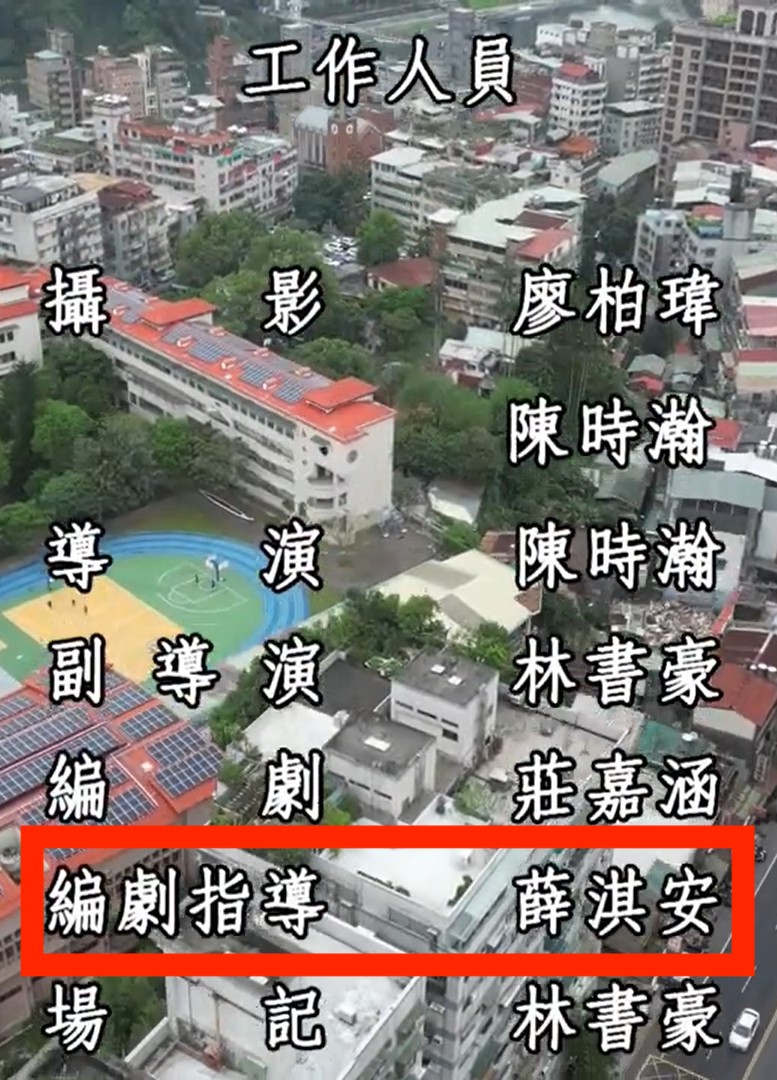 工作人員
攝影 廖柏瑋
陳時瀚
導演 陳時瀚
副導演 林書豪
編劇 莊嘉涵
編劇指導 薛淇安
場記 林書豪